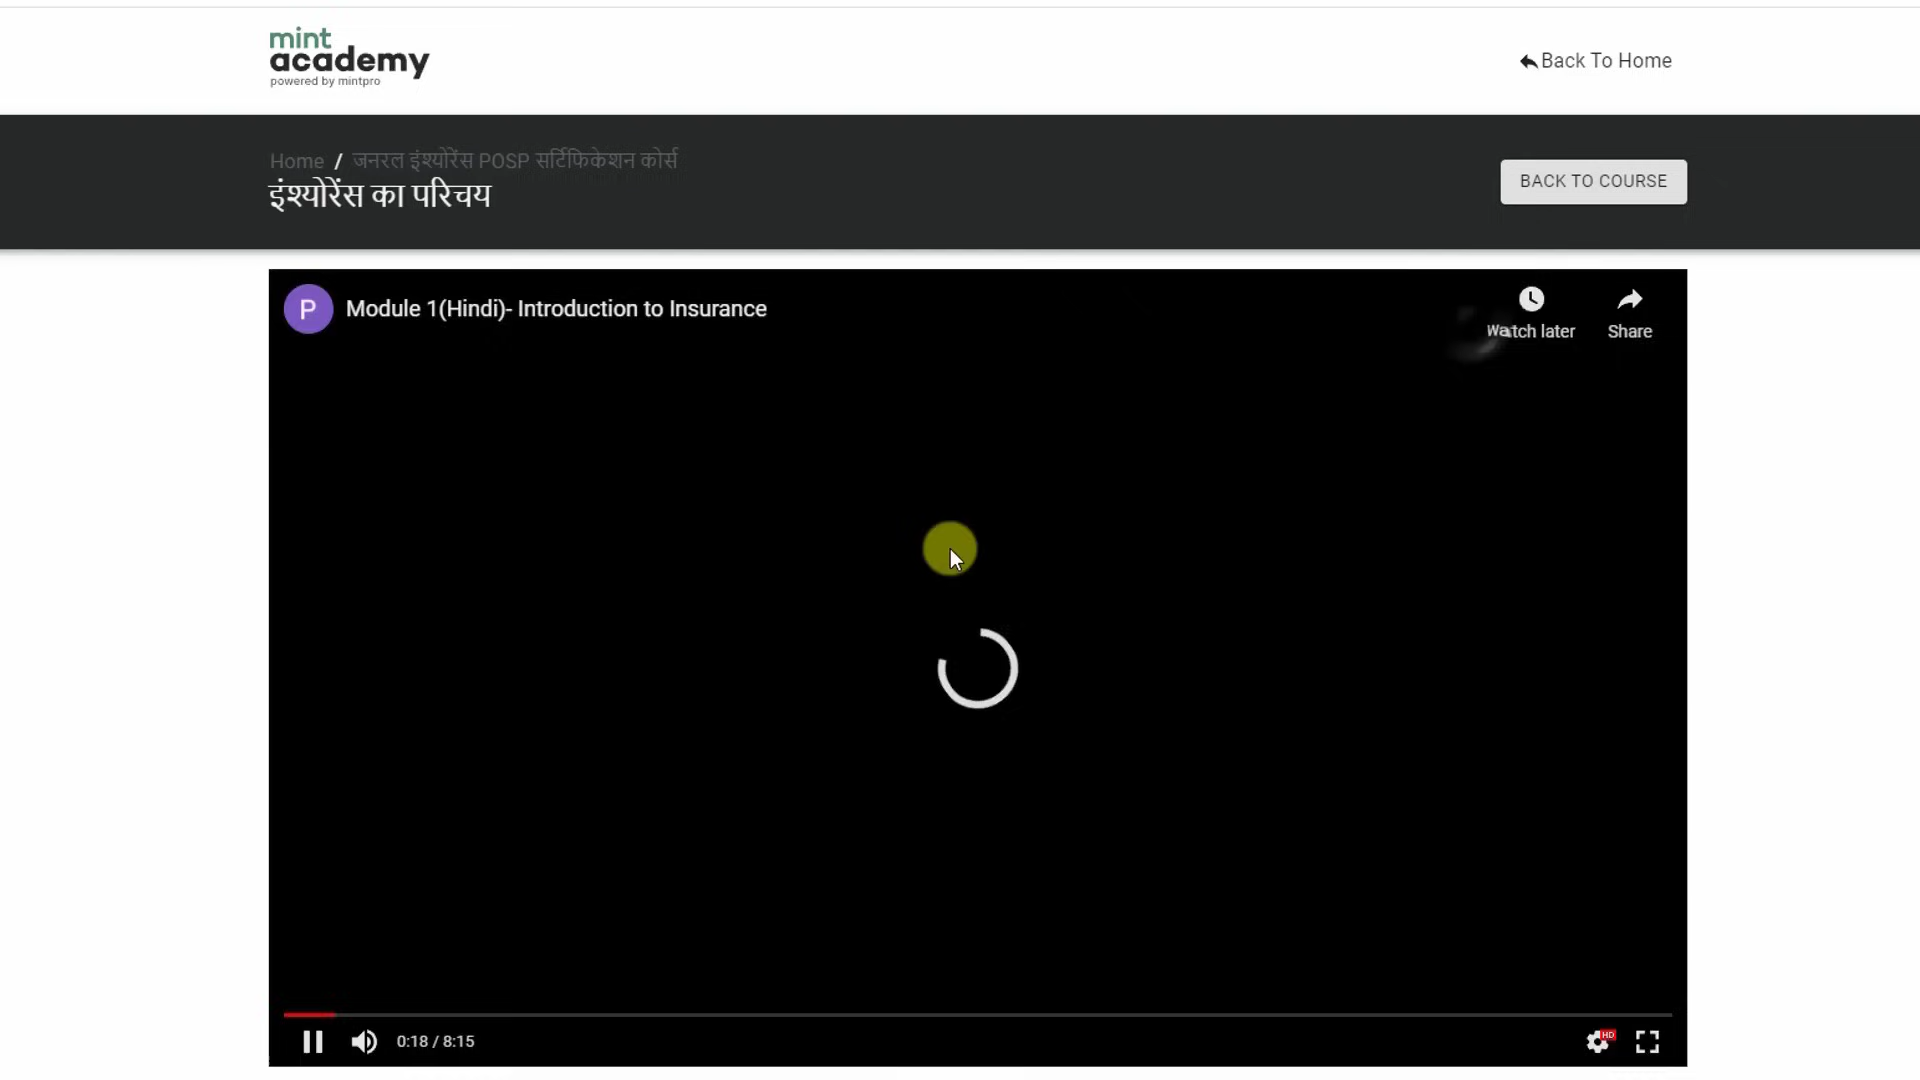 mint
academy
powered by mintpro
Back To Home
Home / जनरल इंश्योरेंस POSP सर्टिफिकेशन कोर्स
इंश्योरेंस का परिचय
BACK TO COURSE
P
Module 1(Hindi)- Introduction to Insurance
Watch later
Share
0:18 / 8:15
HD